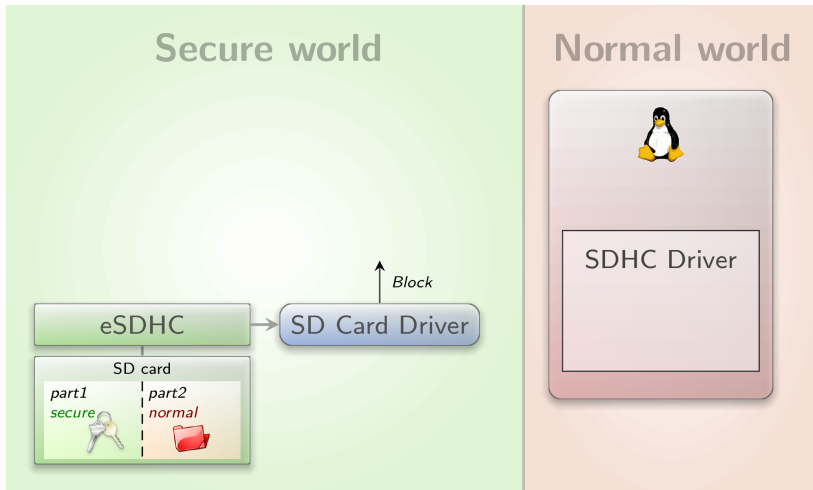 Secure world
Normal world
SDHC Driver
Block
eSDHC
SD Card Driver
SD card
part1
secure
part2
normal